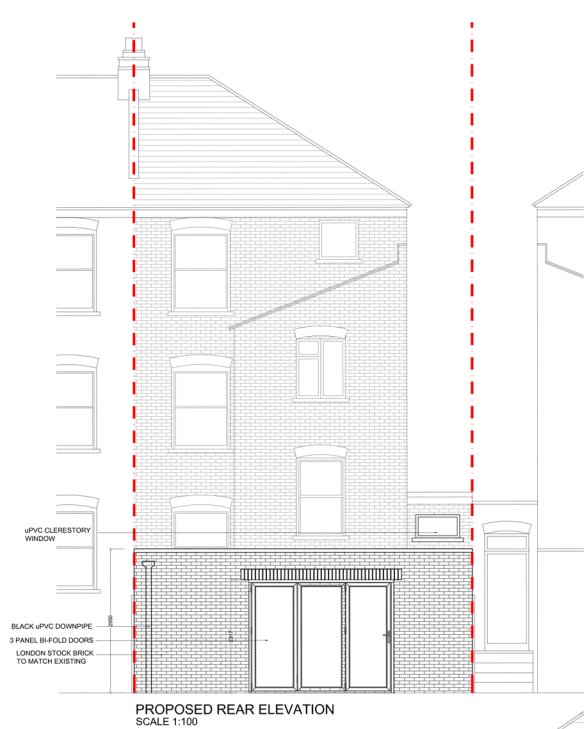 uPVC CLERESTORY
WINDOW
2950
BLACK uPVC DOWNPIPE
3 PANEL BI-FOLD DOORS
LONDON STOCK BRICK
TO MATCH EXISTING
PROPOSED REAR ELEVATION
SCALE 1:100